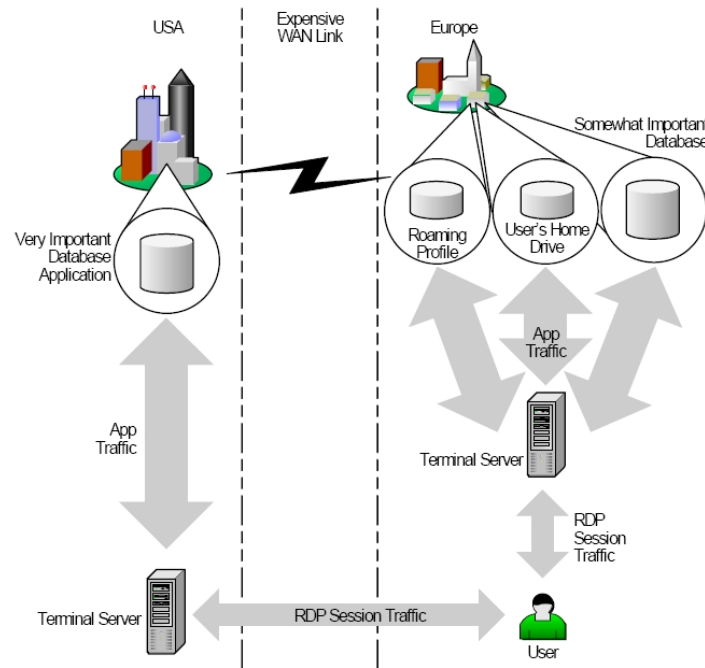 USA
Expensive
WAN Link
Europe
Somewhat Important
Database
Very Important
Database
Application
Roaming
Profile
User's Home
Drive
App
Traffic
App
Traffic
Terminal Server
RDP
Session
Traffic
Terminal Server
RDP Session Traffic
User